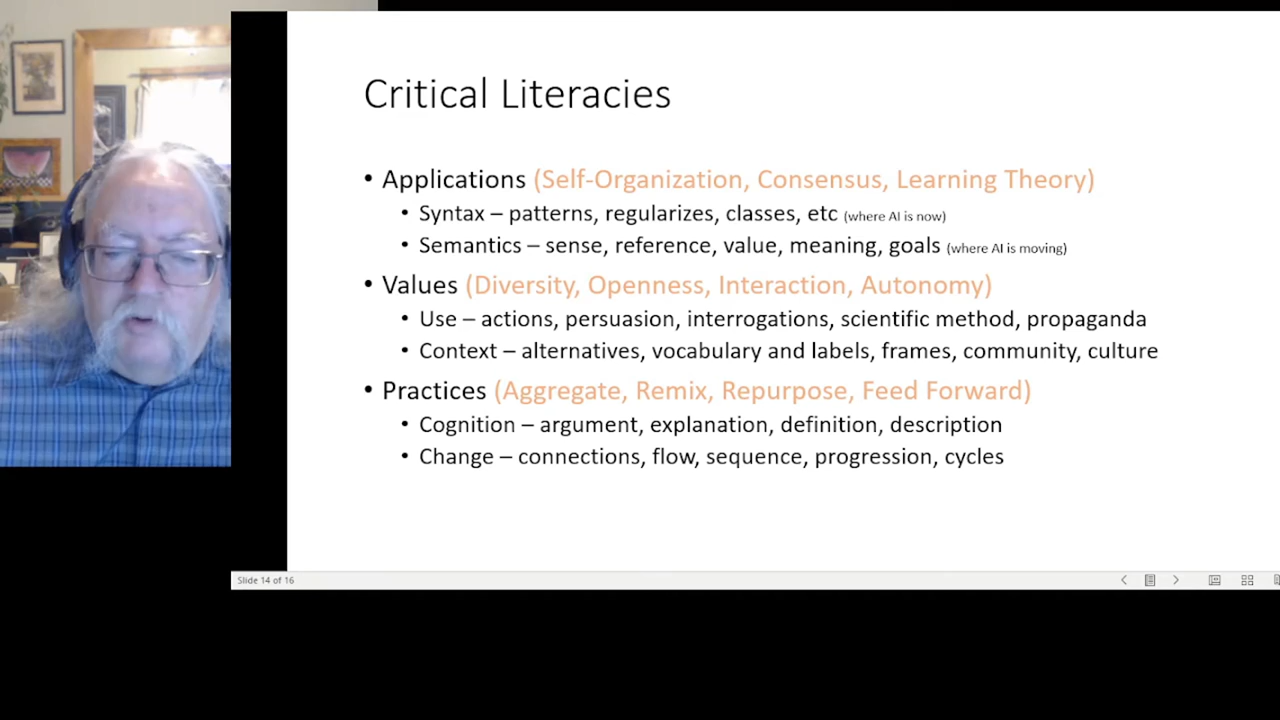 Critical Literacies
• Applications (Self-Organization, Consensus, Learning Theory)
• Syntax – patterns, regularizes, classes, etc (where AI is now)
• Semantics – sense, reference, value, meaning, goals (where AI is moving)
• Values (Diversity, Openness, Interaction, Autonomy)
• Use – actions, persuasion, interrogations, scientific method, propaganda
• Context – alternatives, vocabulary and labels, frames, community, culture
• Practices (Aggregate, Remix, Repurpose, Feed Forward)
• Cognition – argument, explanation, definition, description
• Change – connections, flow, sequence, progression, cycles
Slide 14 of 16